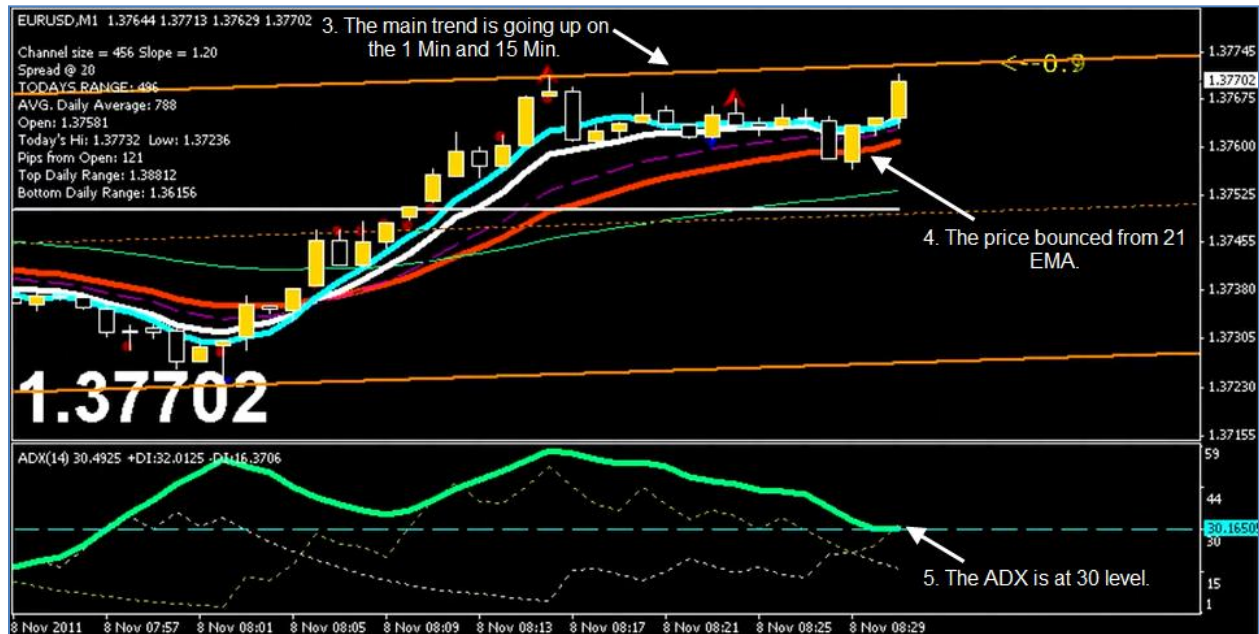 EURUSD,M1 1.37644 1.37713 1.37629 1.37702
3. The main trend is going up on
the 1 Min and 15 Min.
Channel size = 456 Slope = 1.20
Spread @ 20
TODAYS RANGE: 496
AVG. Daily Average: 788
Open: 1.37581
Today's Hi: 1.37732 Low: 1.37236
Pips from Open: 121
Top Daily Range: 1.38812
Bottom Daily Range: 1.36156
<--0.9
1.37745
1.37702
1.37675
1.37600
1.37525
1.37455
1.37380
1.37305
1.37230
1.37155
4. The price bounced from 21
EMA.
1.37702
ADX(14) 30.4925 +DI:32.0125 -DI:16.3706
59
44
30.1650
30
15
1
5. The ADX is at 30 level.
8 Nov 2011 8 Nov 07:57 8 Nov 08:01 8 Nov 08:05 8 Nov 08:09 8 Nov 08:13 8 Nov 08:17 8 Nov 08:21 8 Nov 08:25 8 Nov 08:29